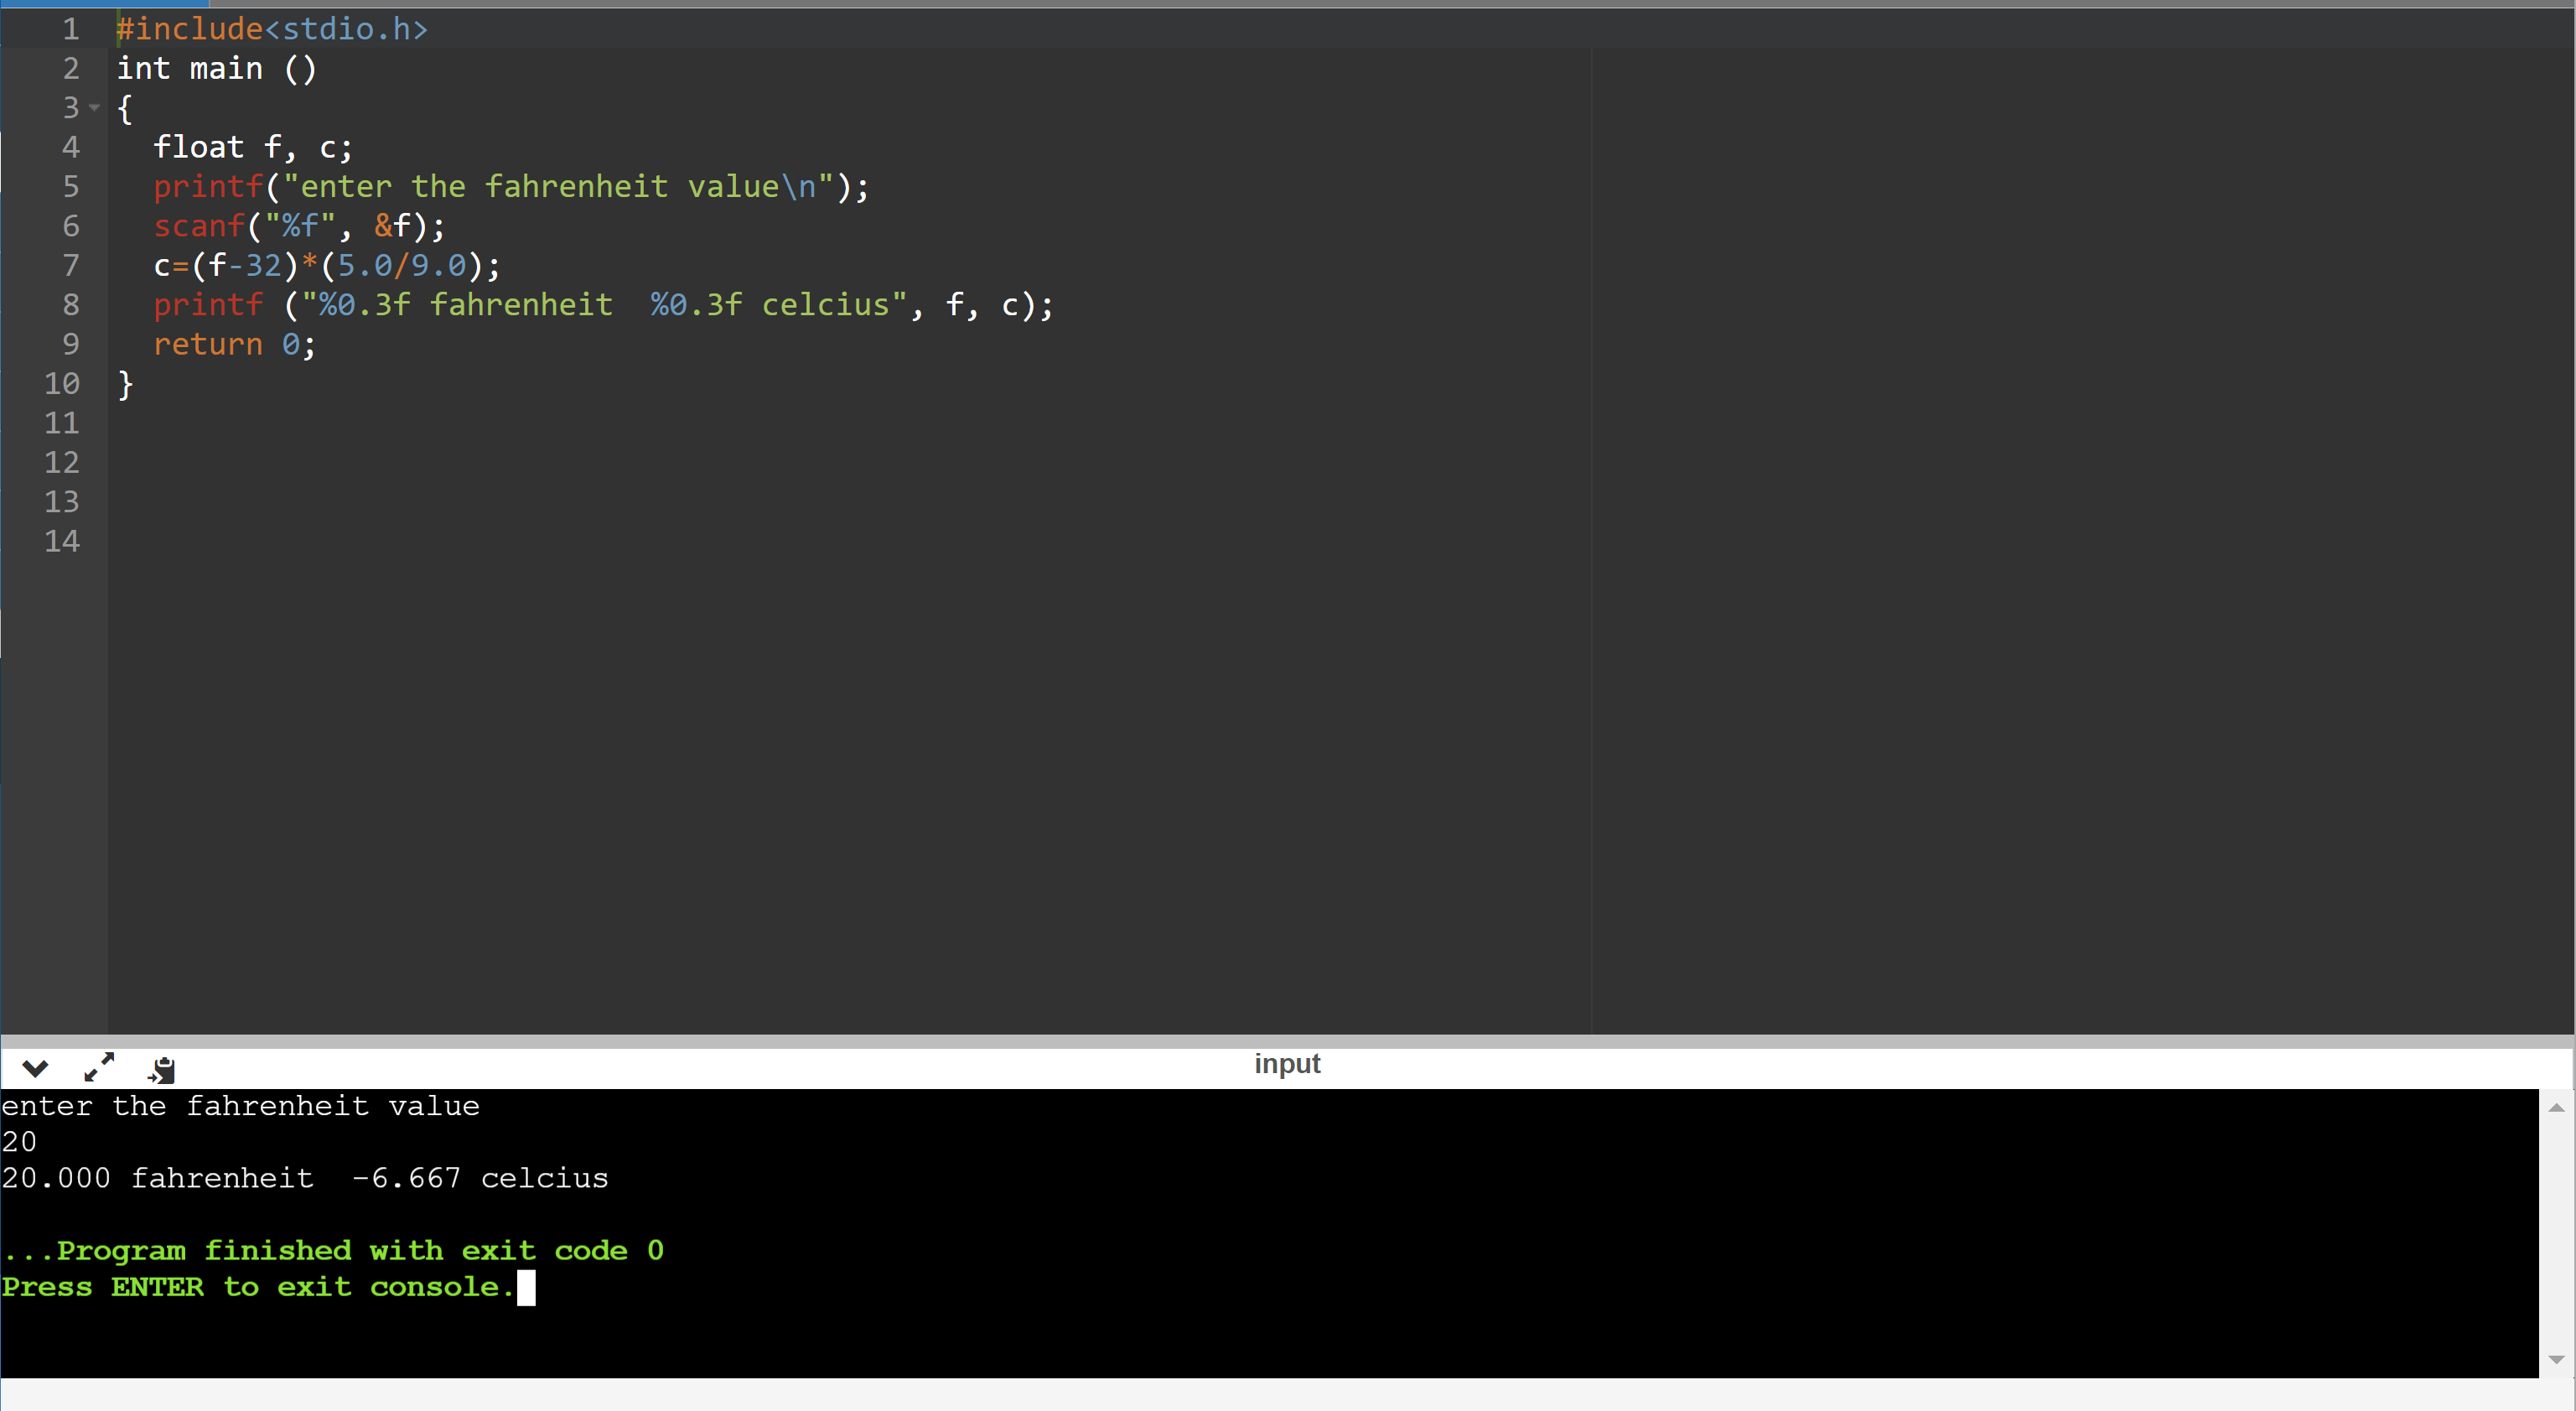 1 #include<stdio.h>
2 int main ()
3 {
4   float f, c;
5   printf("enter the fahrenheit value\n");
6   scanf("%f", &f);
7   c=(f-32)*(5.0/9.0);
8   printf ("%0.3f fahrenheit  %0.3f celcius", f, c);
9   return 0;
10 }
11
12
13
14
input
enter the fahrenheit value
20
20.000 fahrenheit  -6.667 celcius
...Program finished with exit code 0
Press ENTER to exit console.